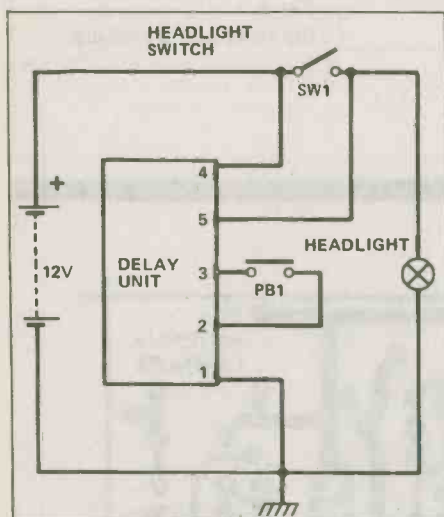 HEADLIGHT
SWITCH
SW1
4
+
5
HEADLIGHT
12V
DELAY
UNIT
3
PB1
2
1